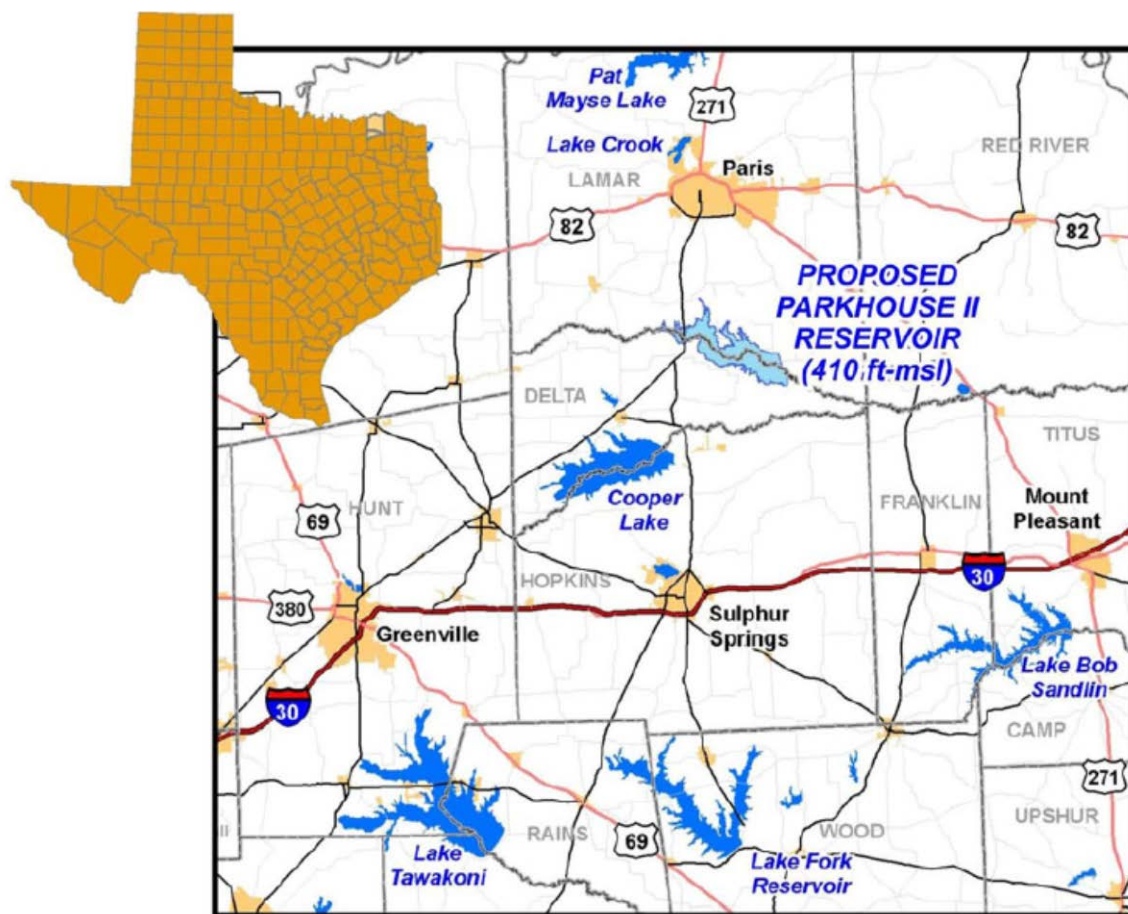 Pat
Mayse Lake
271
RED RIVER
Lake Crook
Paris
LAMAR
82
82
PROPOSED
PARKHOUSE II
RESERVOIR
(410 ft-msl)
DELTA
TITUS
Cooper
Lake
FRANKLIN
Mount
Pleasant
69
HUNT
HOPKINS
30
380
Greenville
Sulphur
Springs
Lake Bob
Sandlin
30
CAMP
271
UPSHUR
RAINS
69
WOOD
Lake
Tawakoni
Lake Fork
Reservoir